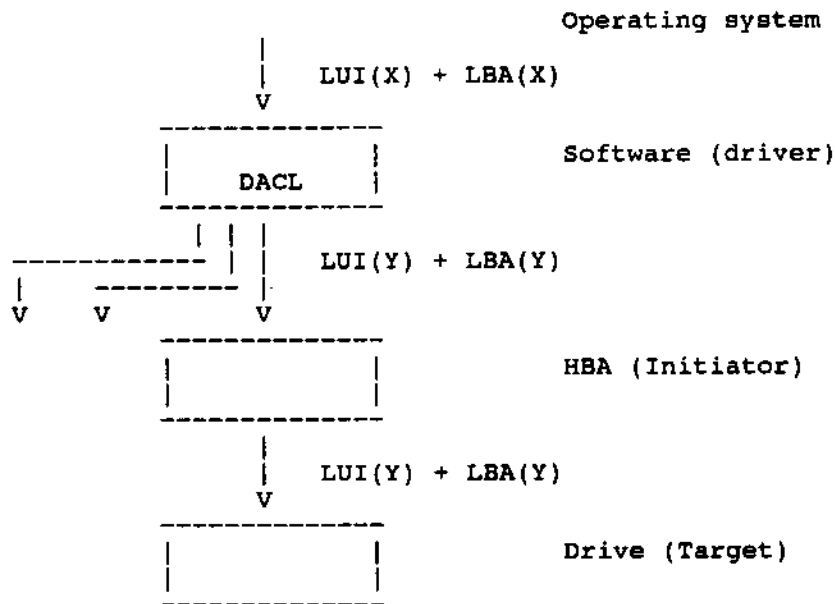 Operating system
LUI(X) + LBA(X)
V
Software (driver)
DACL
LUI(Y) + LBA(Y)
V V V
HBA (Initiator)
LUI(Y) + LBA(Y)
V
Drive (Target)